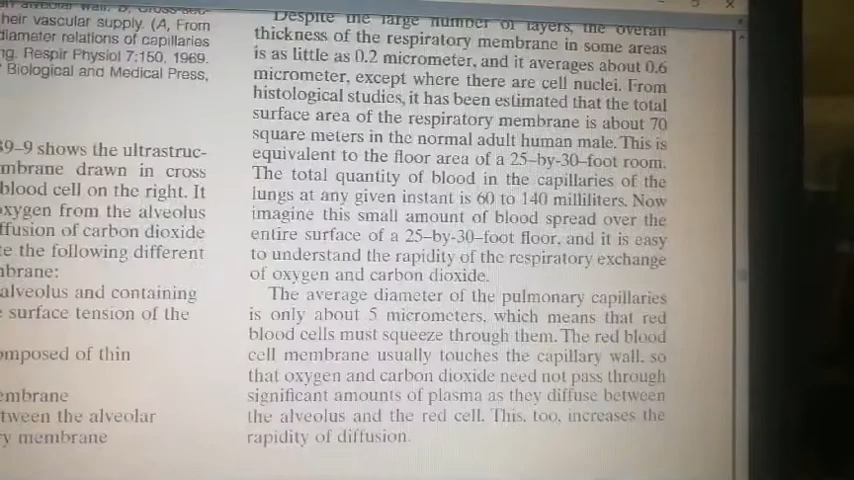 heir vascular supply. (A, From
diameter relations of capillaries
ng. Respir Physiol 7:150, 1969.
Biological and Medical Press,
39–9 shows the ultrastruc-
mbrane drawn in cross
blood cell on the right. It
oxygen from the alveolus
ffusion of carbon dioxide
e the following different
mbrane:
alveolus and containing
surface tension of the
omposed of thin
embrane
tween the alveolar
y membrane
Despite the large number of layers, the overall
thickness of the respiratory membrane in some areas
is as little as 0.2 micrometer, and it averages about 0.6
micrometer, except where there are cell nuclei. From
histological studies, it has been estimated that the total
surface area of the respiratory membrane is about 70
square meters in the normal adult human male. This is
equivalent to the floor area of a 25–by-30–foot room.
The total quantity of blood in the capillaries of the
lungs at any given instant is 60 to 140 milliliters. Now
imagine this small amount of blood spread over the
entire surface of a 25–by-30–foot floor, and it is easy
to understand the rapidity of the respiratory exchange
of oxygen and carbon dioxide.
The average diameter of the pulmonary capillaries
is only about 5 micrometers, which means that red
blood cells must squeeze through them. The red blood
cell membrane usually touches the capillary wall, so
that oxygen and carbon dioxide need not pass through
significant amounts of plasma as they diffuse between
the alveolus and the red cell. This, too, increases the
rapidity of diffusion.